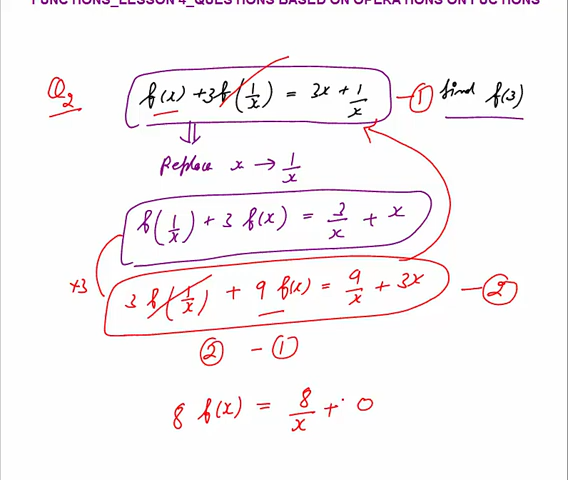 FUNCTIONS_LESSON 4_QUESTIONS BASED ON OPERATIONS ON FUCTIONS
Q2 f(x) + 3f(1/x) = 3x + 1/x — ① find f(3)
⇓
Replace x → 1/x
f(1/x) + 3 f(x) = 3/x + x
×3
3 f(1/x) + 9 f(x) = 9/x + 3x — ②
② - ①
8 f(x) = 8/x + 0